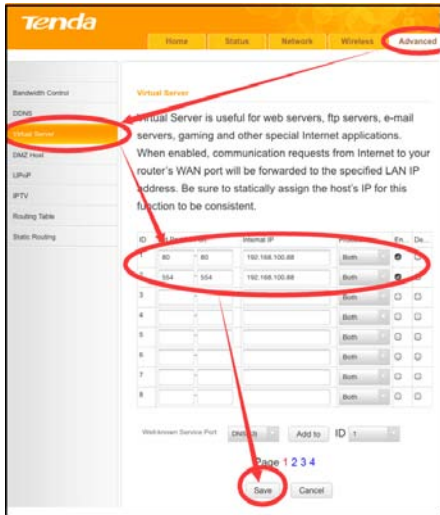 Tenda
Home Status Network Wireless Advanced
Bandwidth Control
DDNS
Virtual Server
DMZ Host
UPnP
IPTV
Routing Table
Static Routing
Virtual Server
Virtual Server is useful for web servers, ftp servers, e-mail
servers, gaming and other special Internet applications.
When enabled, communication requests from Internet to your
router's WAN port will be forwarded to the specified LAN IP
address. Be sure to statically assign the host's IP for this
function to be consistent.
ID Internal IP En... De...
1 80 - 80 192.168.100.88 Both
2 554 - 554 192.168.100.88 Both
3 - Both
4 - Both
5 - Both
6 - Both
7 - Both
8 - Both
Well-known Service Port Add to ID 1
Page 1 2 3 4
Save Cancel